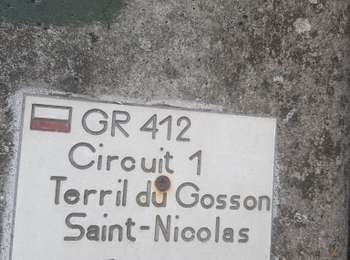 GR 412
Circuit 1
Terril du Gosson
Saint-Nicolas